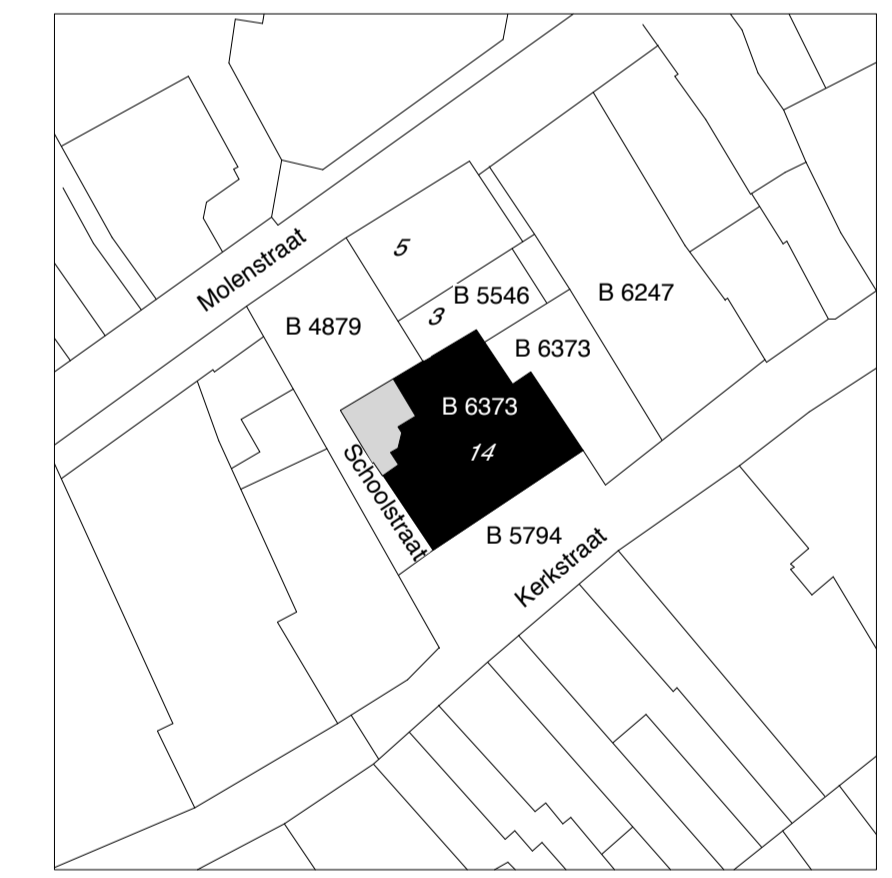 Molenstraat
5
B 5546
B 6247
3
B 4879
B 6373
B 6373
14
Schoolstraat
B 5794
Kerkstraat